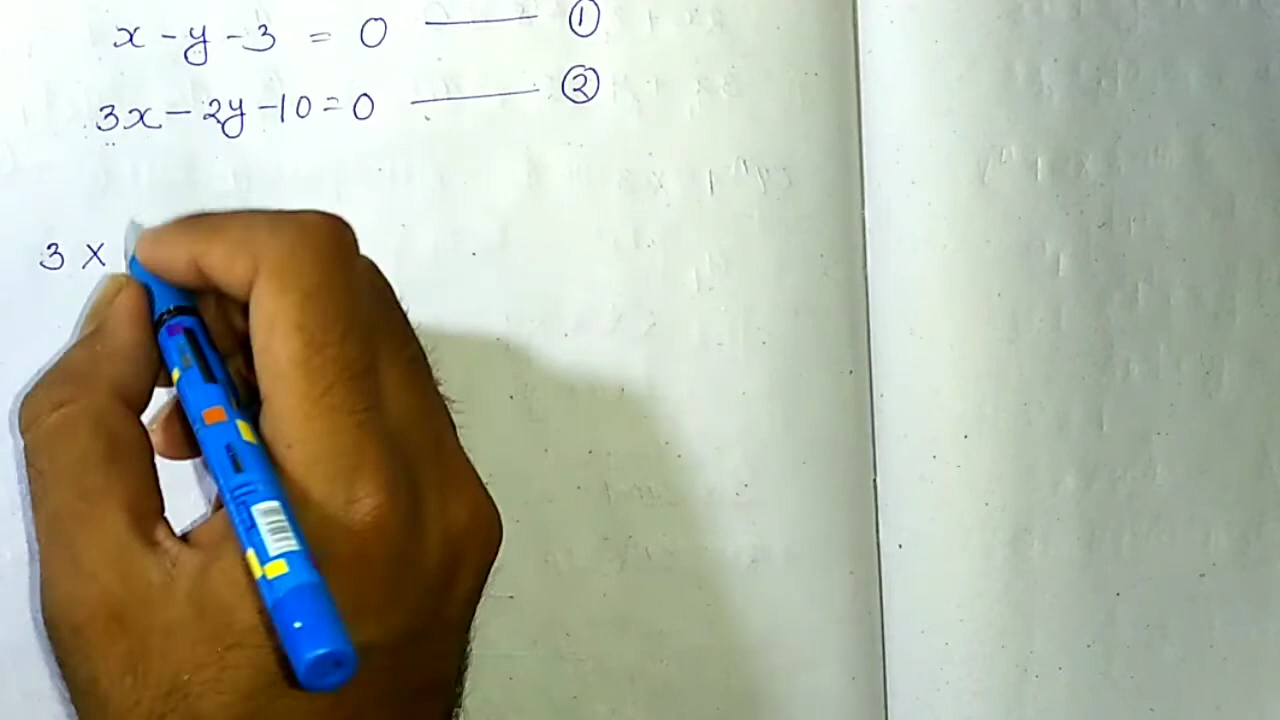 x - y - 3 = 0 —— ①
3x - 2y - 10 = 0 —— ②
3 ×